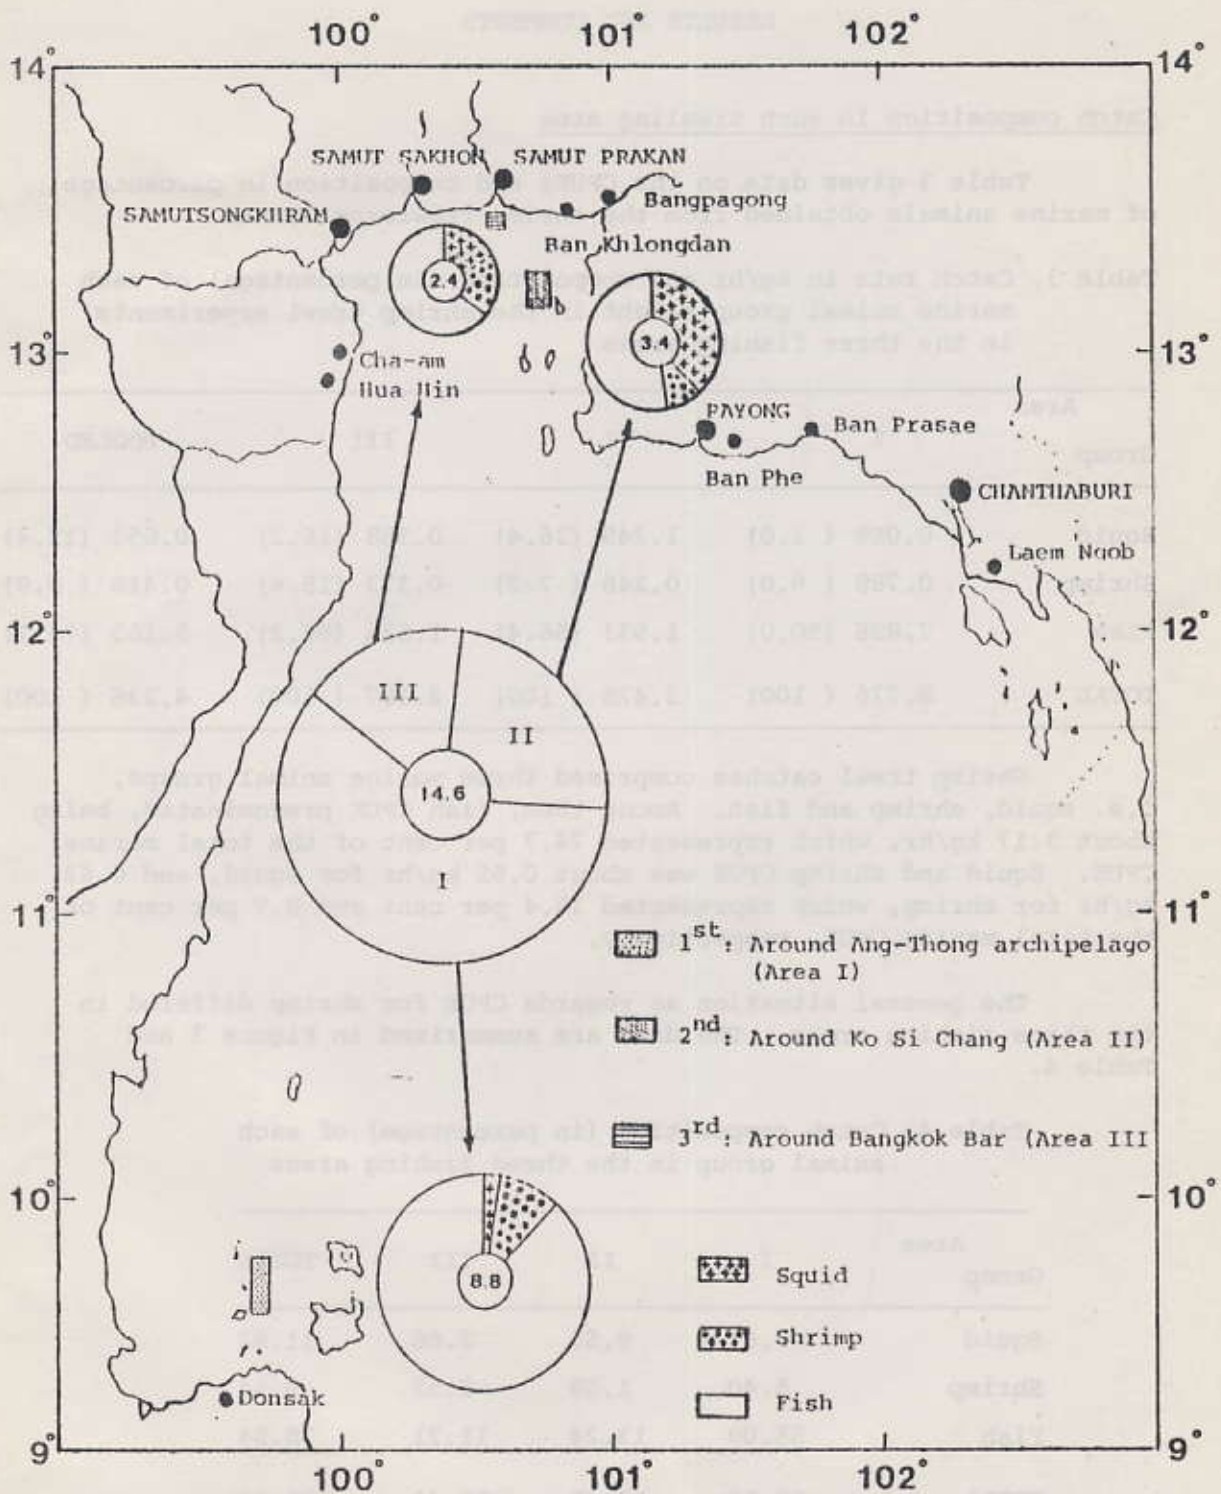 100° 101° 102°
14° 14°
SAMUT SAKHON SAMUT PRAKAN
Bangpagong
SAMUTSONGKHRAM
Ban Khlongdan
2.4
3.4
13° 13°
Cha-am
Hua Hin
PAYONG
Ban Prasae
Ban Phe
CHANTHABURI
Laem Ngob
12° 12°
III
II
14.6
I
11° 11°
1st: Around Ang-Thong archipelago
(Area I)
2nd: Around Ko Si Chang (Area II)
3rd: Around Bangkok Bar (Area III
10° 10°
8.8
Squid
Shrimp
Donsak
Fish
9° 9°
100° 101° 102°